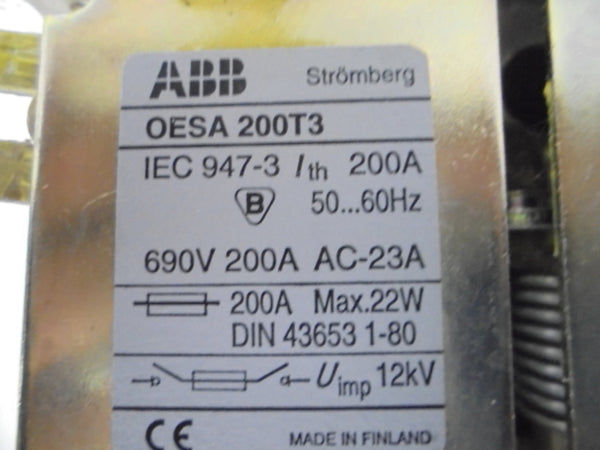 ABB Strömberg
OESA 200T3
IEC 947-3 Ith 200A
B 50...60Hz
690V 200A AC-23A
200A Max.22W
DIN 43653 1-80
Uimp 12kV
CE MADE IN FINLAND